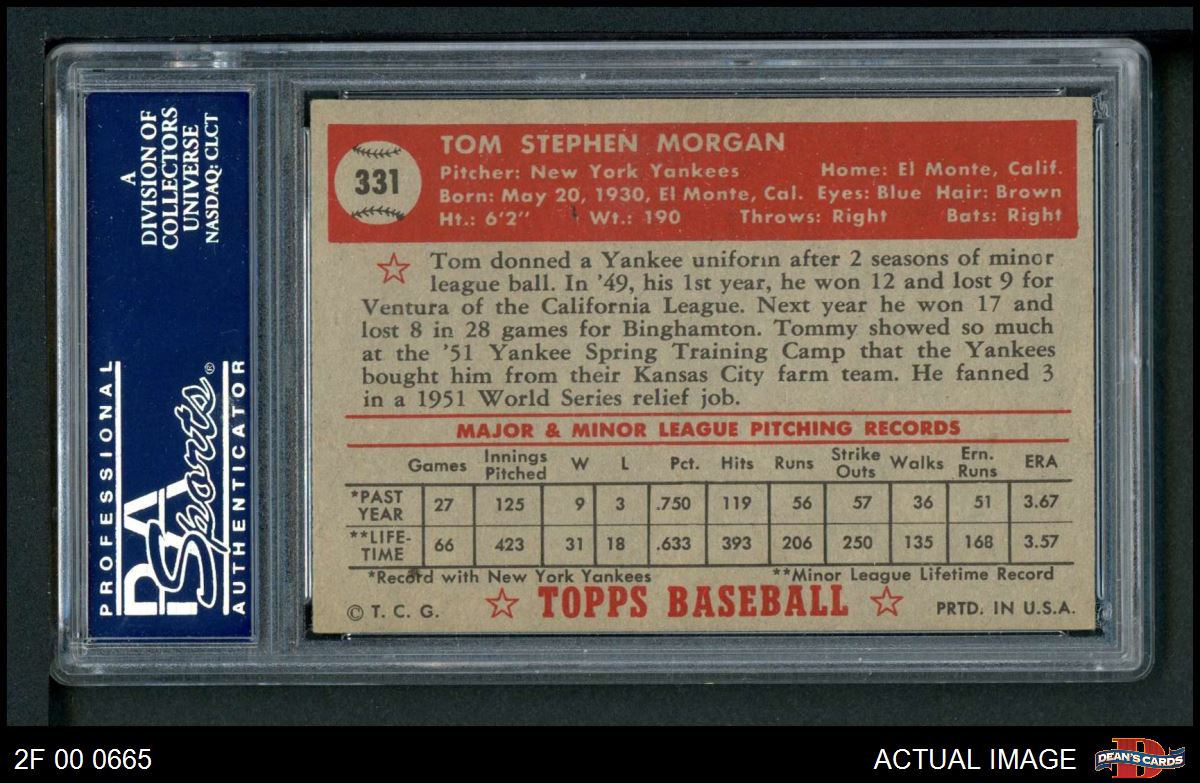 A
DIVISION OF
COLLECTORS
UNIVERSE
NASDAQ: CLCT
PROFESSIONAL
PSA
Sports®
AUTHENTICATOR
331
TOM STEPHEN MORGAN
Pitcher: New York Yankees Home: El Monte, Calif.
Born: May 20, 1930, El Monte, Cal. Eyes: Blue Hair: Brown
Ht.: 6'2" Wt.: 190 Throws: Right Bats: Right
Tom donned a Yankee uniform after 2 seasons of minor
league ball. In '49, his 1st year, he won 12 and lost 9 for
Ventura of the California League. Next year he won 17 and
lost 8 in 28 games for Binghamton. Tommy showed so much
at the '51 Yankee Spring Training Camp that the Yankees
bought him from their Kansas City farm team. He fanned 3
in a 1951 World Series relief job.
MAJOR & MINOR LEAGUE PITCHING RECORDS
Games Innings Pitched W L Pct. Hits Runs Strike Outs Walks Ern. Runs ERA
*PAST YEAR 27 125 9 3 .750 119 56 57 36 51 3.67
**LIFE-TIME 66 423 31 18 .633 393 206 250 135 168 3.57
*Record with New York Yankees **Minor League Lifetime Record
© T. C. G. TOPPS BASEBALL PRTD. IN U.S.A.
2F 00 0665 ACTUAL IMAGE DEAN'S CARDS